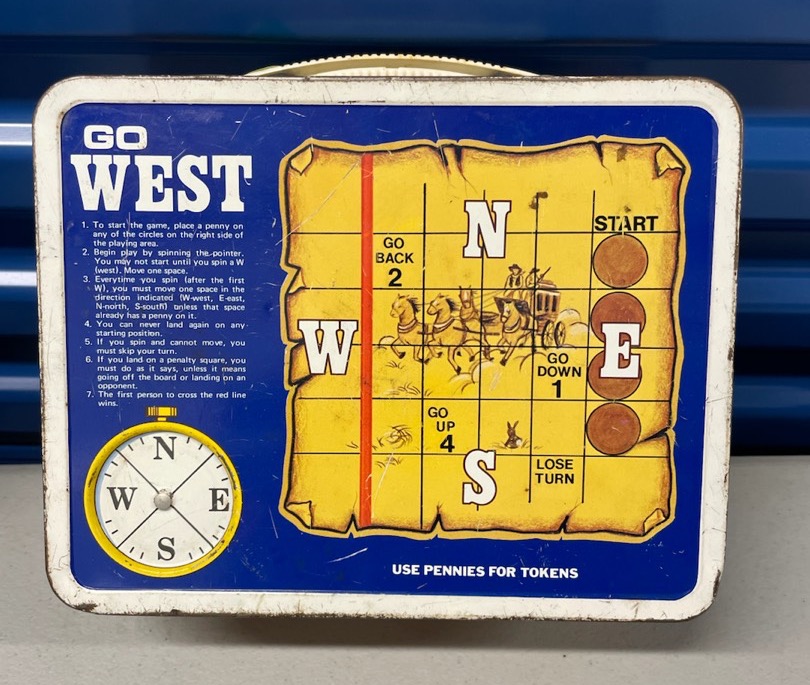 GO
WEST
1. To start the game, place a penny on
any of the circles on the right side of
the playing area.
2. Begin play by spinning the pointer.
You may not start until you spin a W
(west). Move one space.
3. Everytime you spin (after the first
W), you must move one space in the
direction indicated (W-west, E-east,
N-north, S-south) unless that space
already has a penny on it.
4. You can never land again on any
starting position.
5. If you spin and cannot move, you
must skip your turn.
6. If you land on a penalty square, you
must do as it says, unless it means
going off the board or landing on an
opponent.
7. The first person to cross the red line
wins.
N
W E
S
N
START
GO
BACK
2
W
E
GO
DOWN
1
GO
UP
4
S
LOSE
TURN
USE PENNIES FOR TOKENS